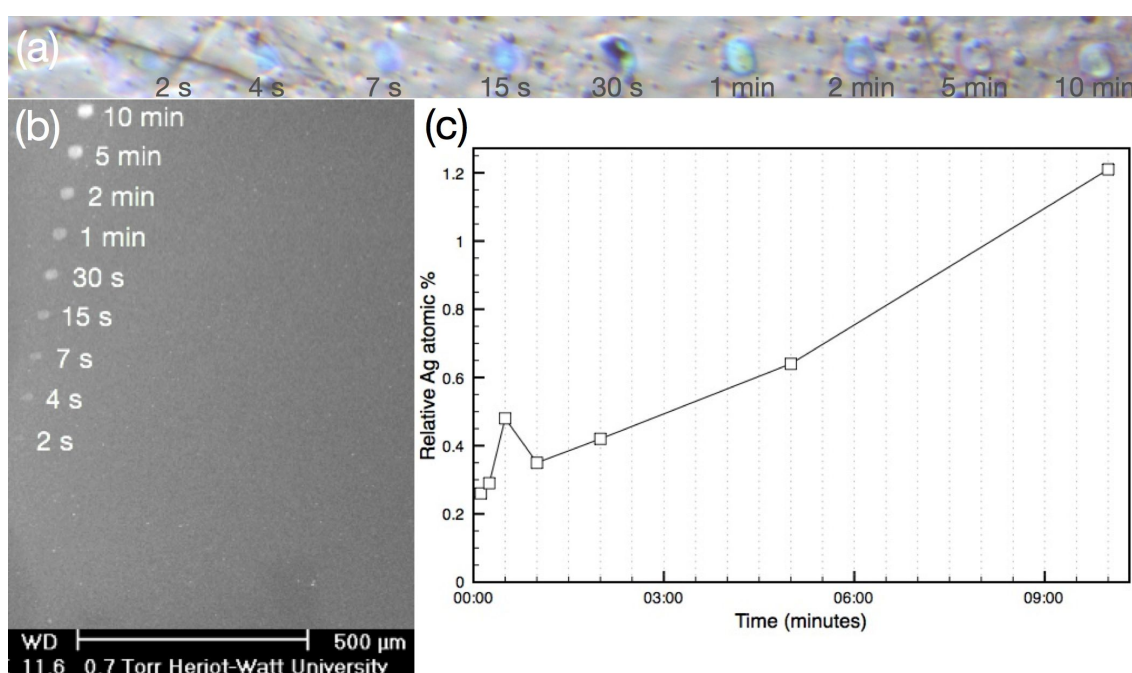 (a)
2 s 4 s 7 s 15 s 30 s 1 min 2 min 5 min 10 min
(b)
10 min
5 min
2 min
1 min
30 s
15 s
7 s
4 s
2 s
WD 500 µm
11.6 0.7 Torr Heriot-Watt University
(c)
Relative Ag atomic %
1.2
1
0.8
0.6
0.4
0.2
0
00:00 03:00 06:00 09:00
Time (minutes)